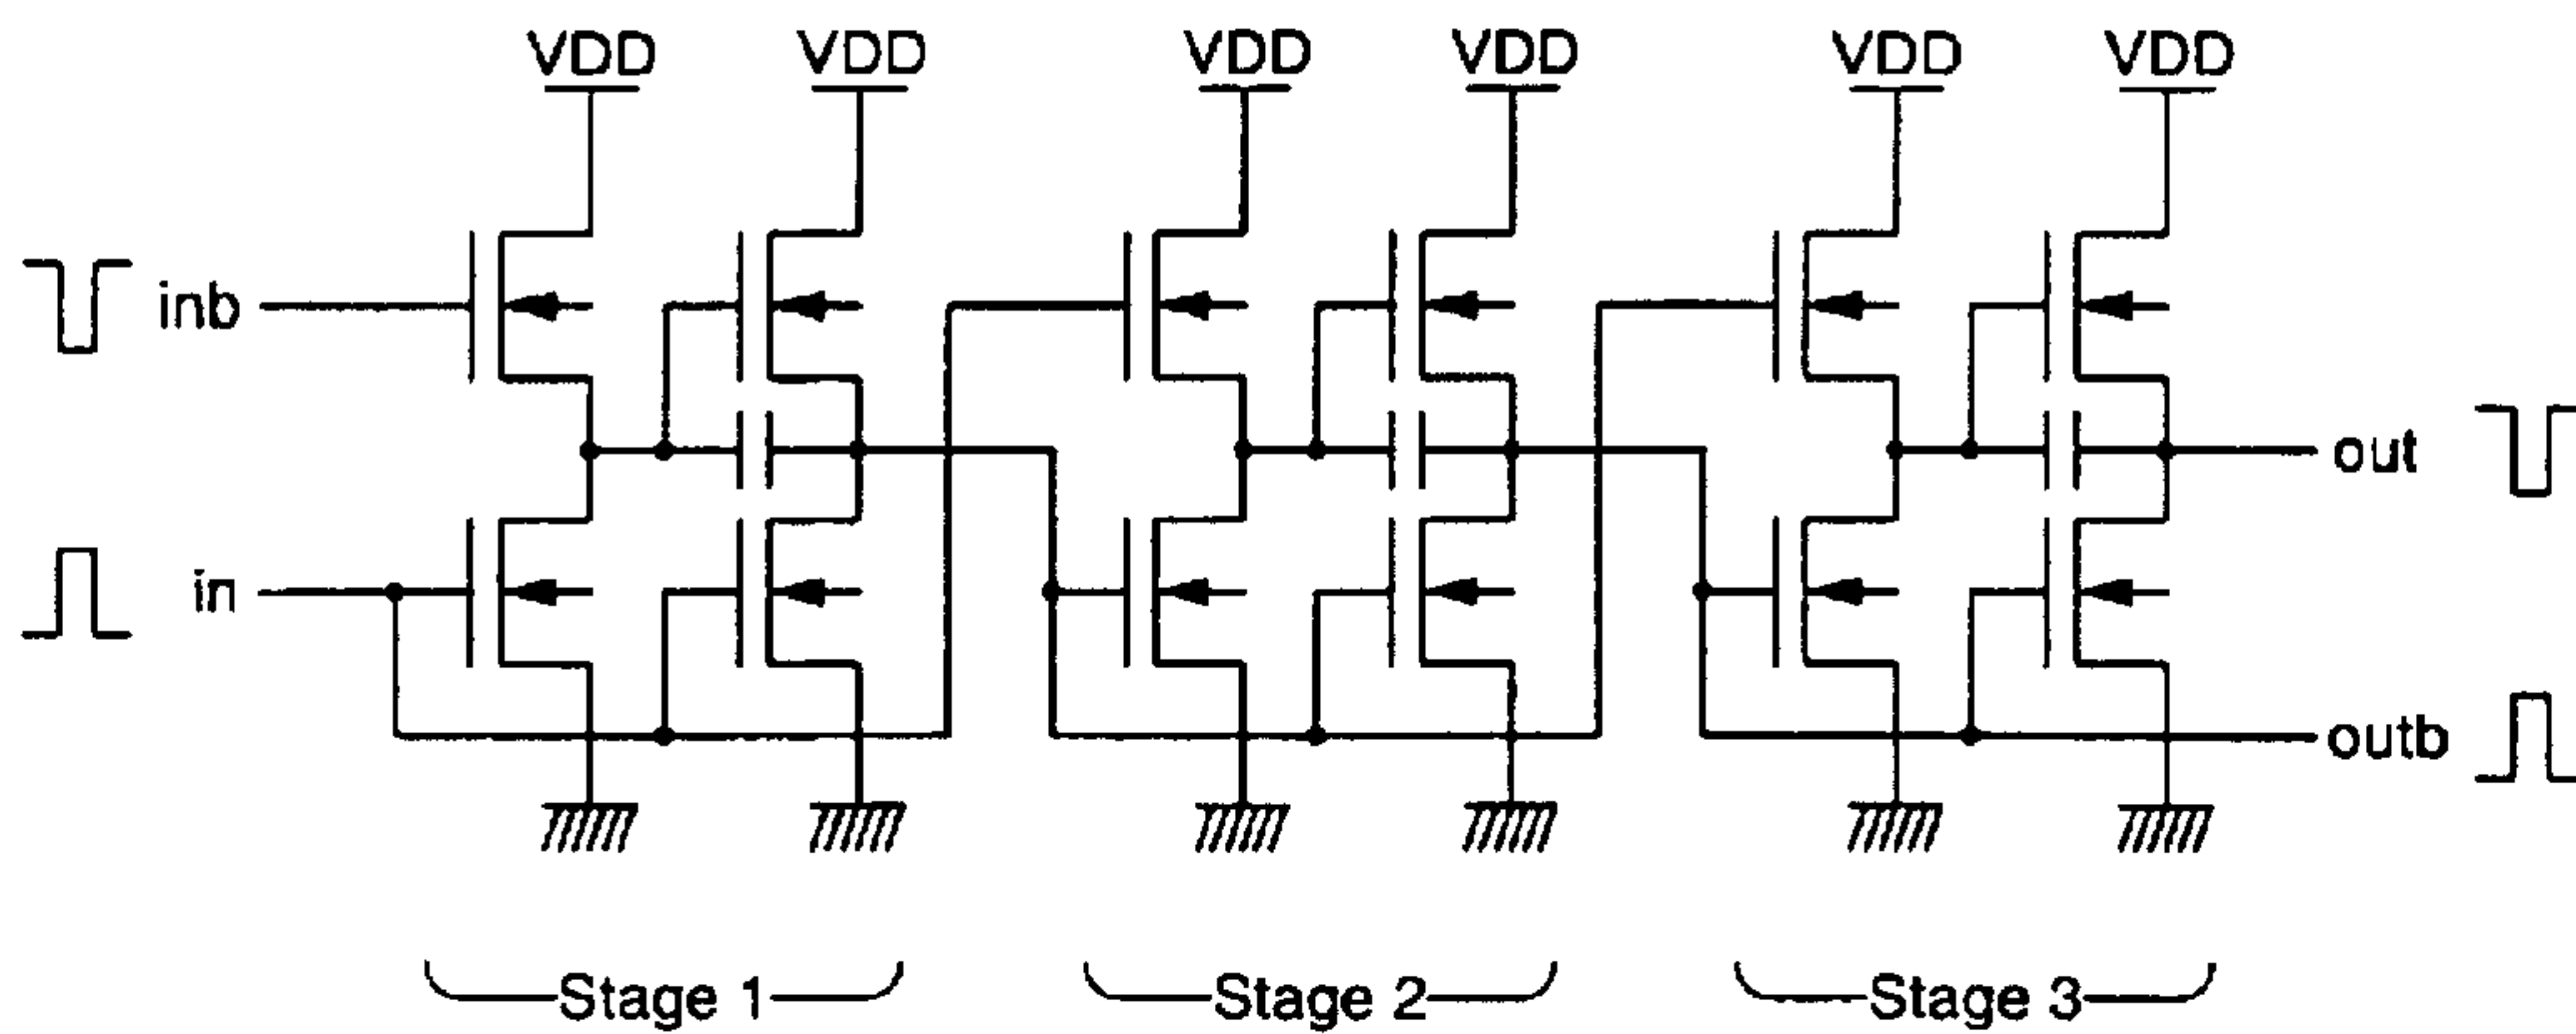 VDD VDD VDD VDD VDD VDD
inb
out
in
outb
Stage 1 Stage 2 Stage 3